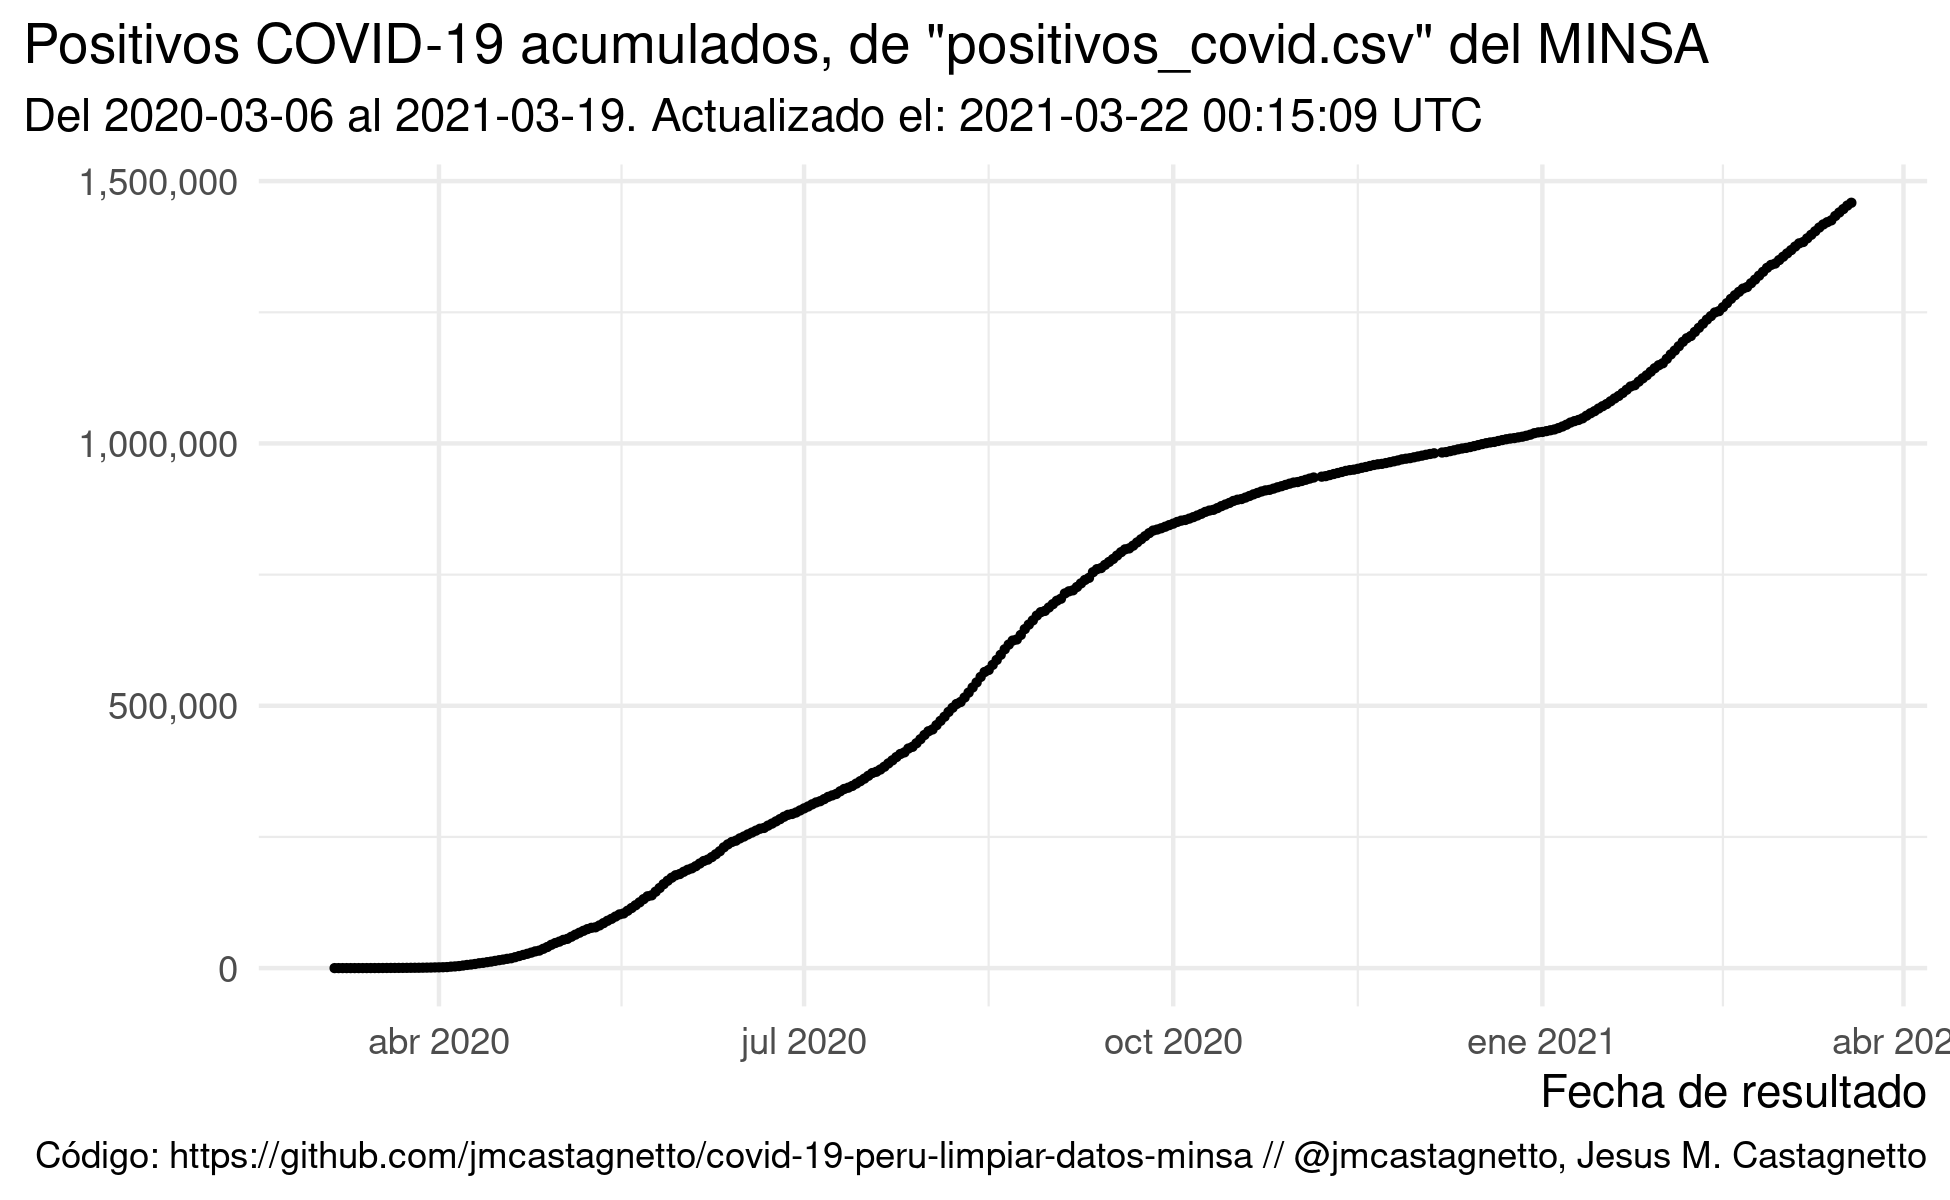 Positivos COVID-19 acumulados, de "positivos_covid.csv" del MINSA
Del 2020-03-06 al 2021-03-19. Actualizado el: 2021-03-22 00:15:09 UTC
1,500,000
1,000,000
500,000
0
abr 2020 jul 2020 oct 2020 ene 2021 abr 202
Fecha de resultado
Código: https://github.com/jmcastagnetto/covid-19-peru-limpiar-datos-minsa // @jmcastagnetto, Jesus M. Castagnetto